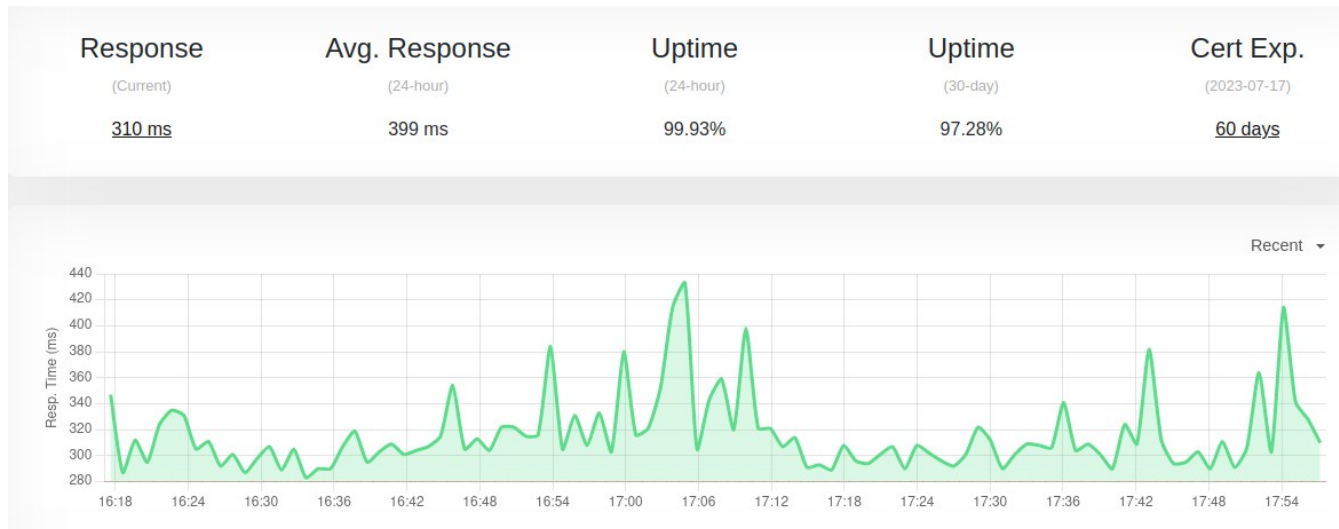 Response Avg. Response Uptime Uptime Cert Exp.
(Current) (24-hour) (24-hour) (30-day) (2023-07-17)
310 ms 399 ms 99.93% 97.28% 60 days
Recent
Resp. Time (ms)
440
420
400
380
360
340
320
300
280
16:18 16:24 16:30 16:36 16:42 16:48 16:54 17:00 17:06 17:12 17:18 17:24 17:30 17:36 17:42 17:48 17:54